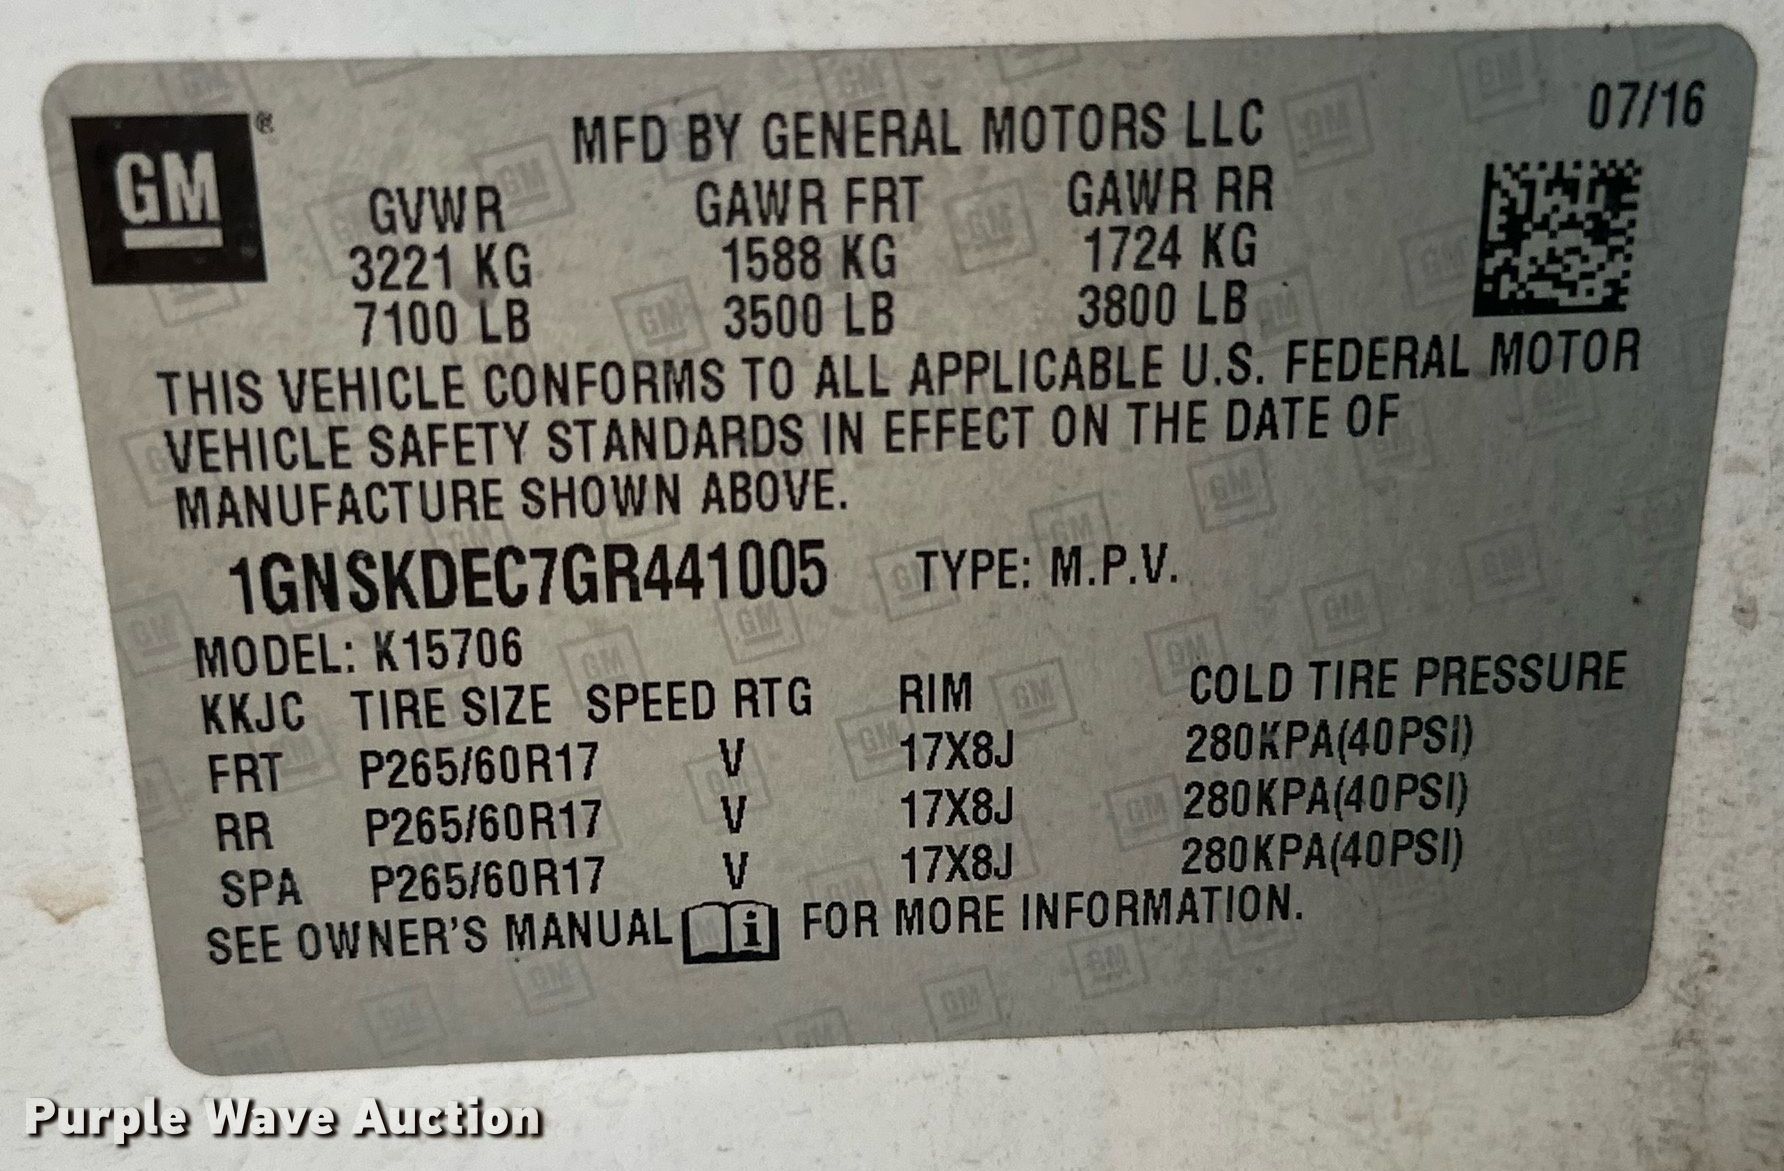 GM®
MFD BY GENERAL MOTORS LLC 07/16
GVWR GAWR FRT GAWR RR
3221 KG 1588 KG 1724 KG
7100 LB 3500 LB 3800 LB
THIS VEHICLE CONFORMS TO ALL APPLICABLE U.S. FEDERAL MOTOR
VEHICLE SAFETY STANDARDS IN EFFECT ON THE DATE OF
MANUFACTURE SHOWN ABOVE.
1GNSKDEC7GR441005 TYPE: M.P.V.
MODEL: K15706
KKJC TIRE SIZE SPEED RTG RIM COLD TIRE PRESSURE
FRT P265/60R17 V 17X8J 280KPA(40PSI)
RR P265/60R17 V 17X8J 280KPA(40PSI)
SPA P265/60R17 V 17X8J 280KPA(40PSI)
SEE OWNER'S MANUAL i FOR MORE INFORMATION.
Purple Wave Auction